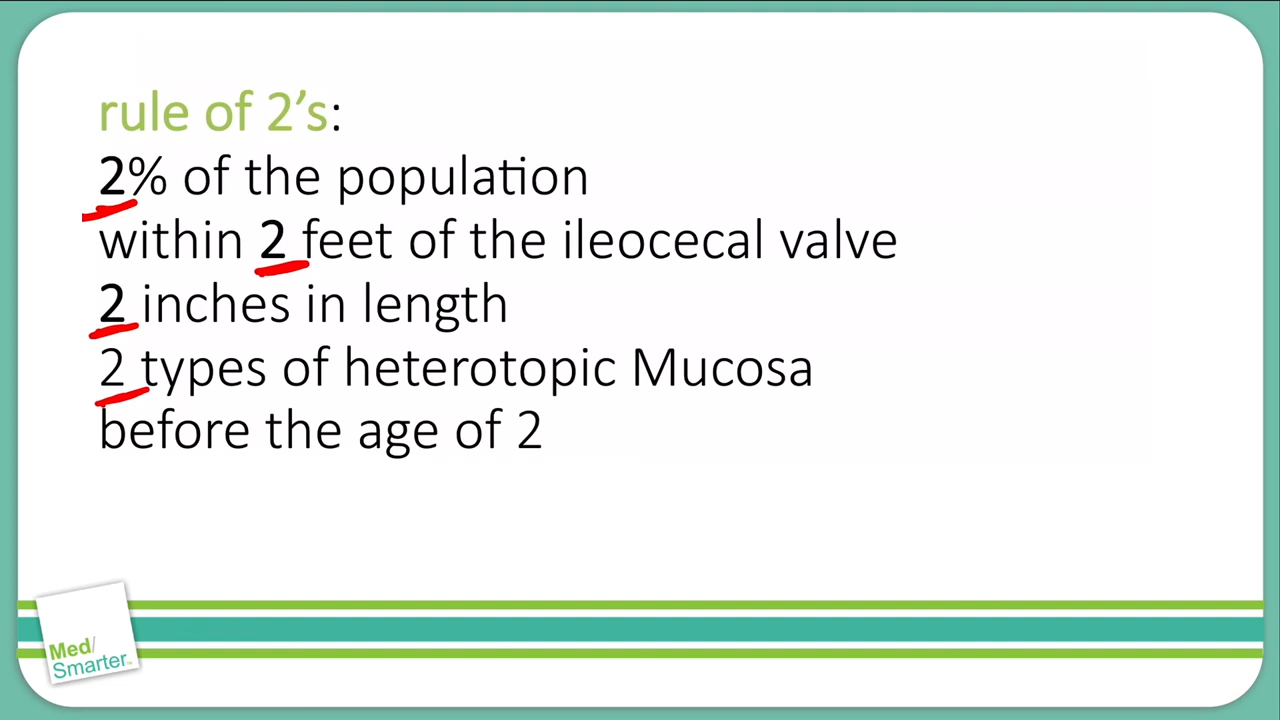 rule of 2’s:
2% of the population
within 2 feet of the ileocecal valve
2 inches in length
2 types of heterotopic Mucosa
before the age of 2
Med/
Smarter™